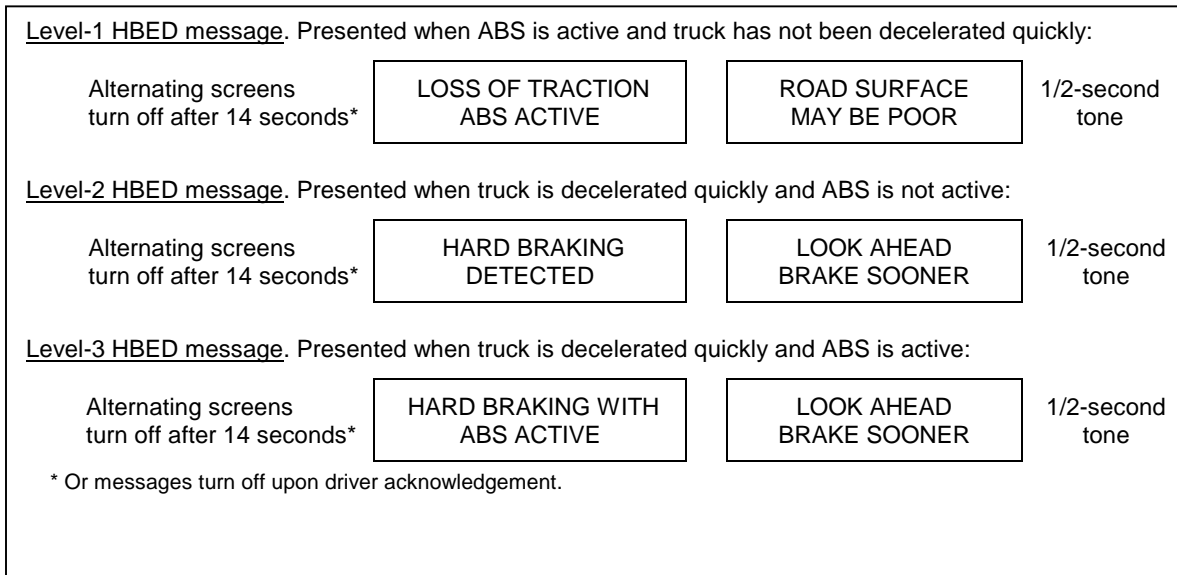 Level-1 HBED message. Presented when ABS is active and truck has not been decelerated quickly:
Alternating screens
turn off after 14 seconds*
LOSS OF TRACTION
ABS ACTIVE
ROAD SURFACE
MAY BE POOR
1/2-second
tone
Level-2 HBED message. Presented when truck is decelerated quickly and ABS is not active:
Alternating screens
turn off after 14 seconds*
HARD BRAKING
DETECTED
LOOK AHEAD
BRAKE SOONER
1/2-second
tone
Level-3 HBED message. Presented when truck is decelerated quickly and ABS is active:
Alternating screens
turn off after 14 seconds*
HARD BRAKING WITH
ABS ACTIVE
LOOK AHEAD
BRAKE SOONER
1/2-second
tone
* Or messages turn off upon driver acknowledgement.